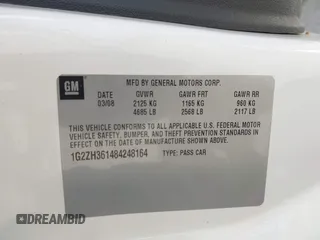 GM
MFD BY GENERAL MOTORS CORP.
DATE GVWR GAWR FRT GAWR RR
03/08 2125 KG 1165 KG 960 KG
4685 LB 2568 LB 2117 LB
THIS VEHICLE CONFORMS TO ALL APPLICABLE U.S. FEDERAL MOTOR
VEHICLE SAFETY, BUMPER, AND THEFT PREVENTION STANDARDS
IN EFFECT ON THE DATE OF MANUFACTURE SHOWN ABOVE.
1G2ZH361484248164 TYPE: PASS CAR
DREAMBID